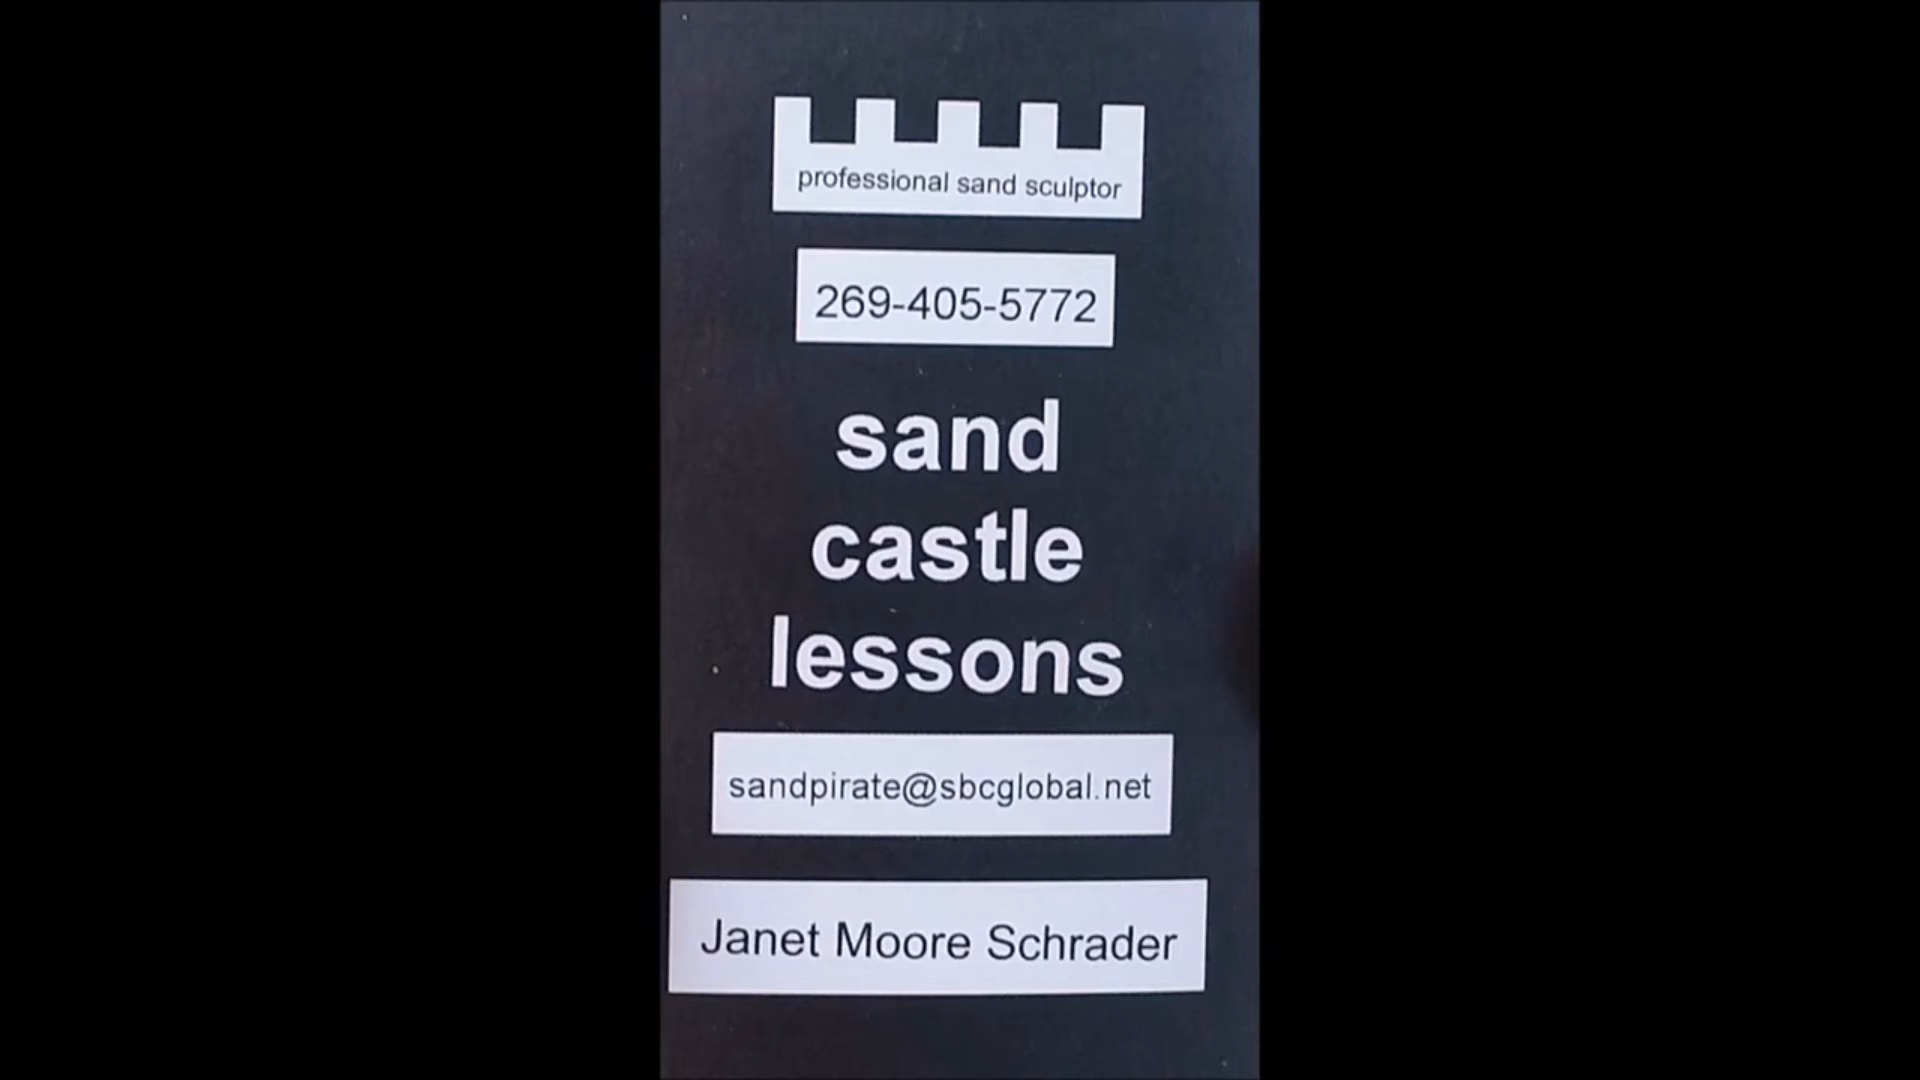 professional sand sculptor
269-405-5772
sand
castle
lessons
sandpirate@sbcglobal.net
Janet Moore Schrader